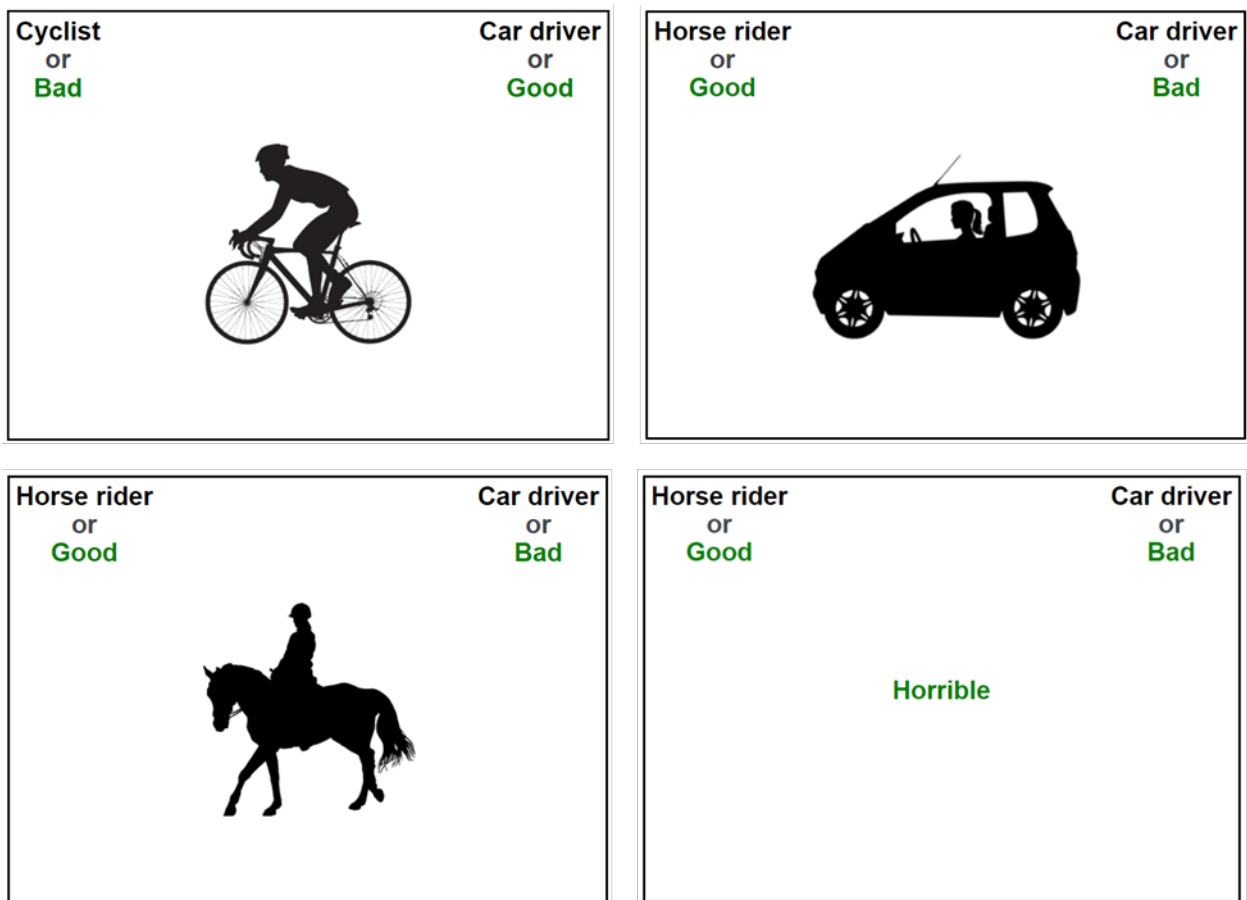 Cyclist
or
Bad
Car driver
or
Good
Horse rider
or
Good
Car driver
or
Bad
Horse rider
or
Good
Car driver
or
Bad
Horse rider
or
Good
Car driver
or
Bad
Horrible